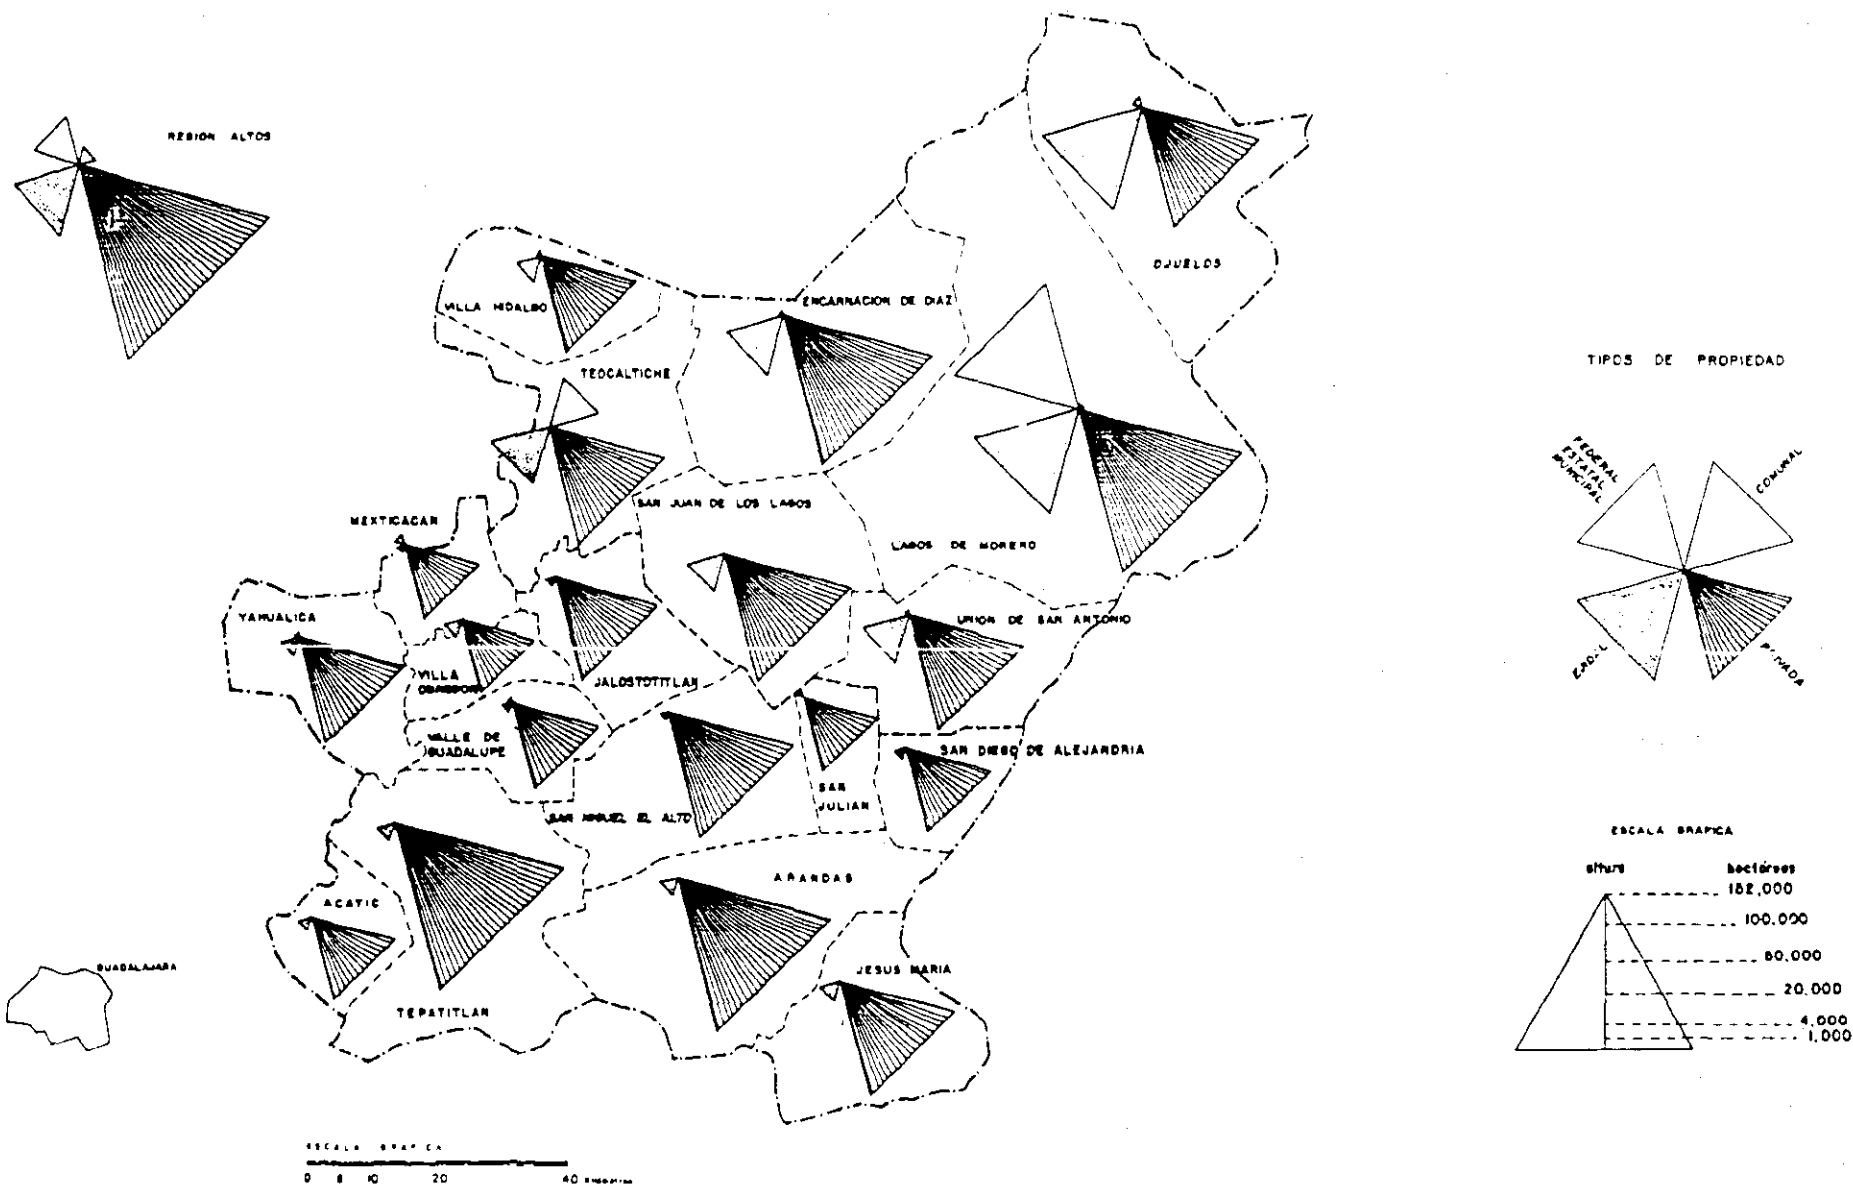 REGION ALTOS
OJUELOS
VILLA HIDALGO
ENCARNACION DE DIAZ
TEOCALTICHE
TIPOS DE PROPIEDAD
FEDERAL
ESTATAL
MUNICIPAL
COMUNAL
SAN JUAN DE LOS LAGOS
MEXTICACAN
LAGOS DE MORENO
YAHUALICA
UNION DE SAN ANTONIO
VILLA
OBREGON
JALOSTOTITLAN
EJIDAL
PRIVADA
VALLE DE
GUADALUPE
SAN DIEGO DE ALEJANDRIA
SAN
JULIAN
SAN MIGUEL EL ALTO
ESCALA GRAFICA
altura hectáreas
182,000
100,000
20,000
4,000
1,000
ARANDAS
ACATIC
GUADALAJARA
JESUS MARIA
TEPATITLAN
ESCALA GRAFICA
0 10 20 40